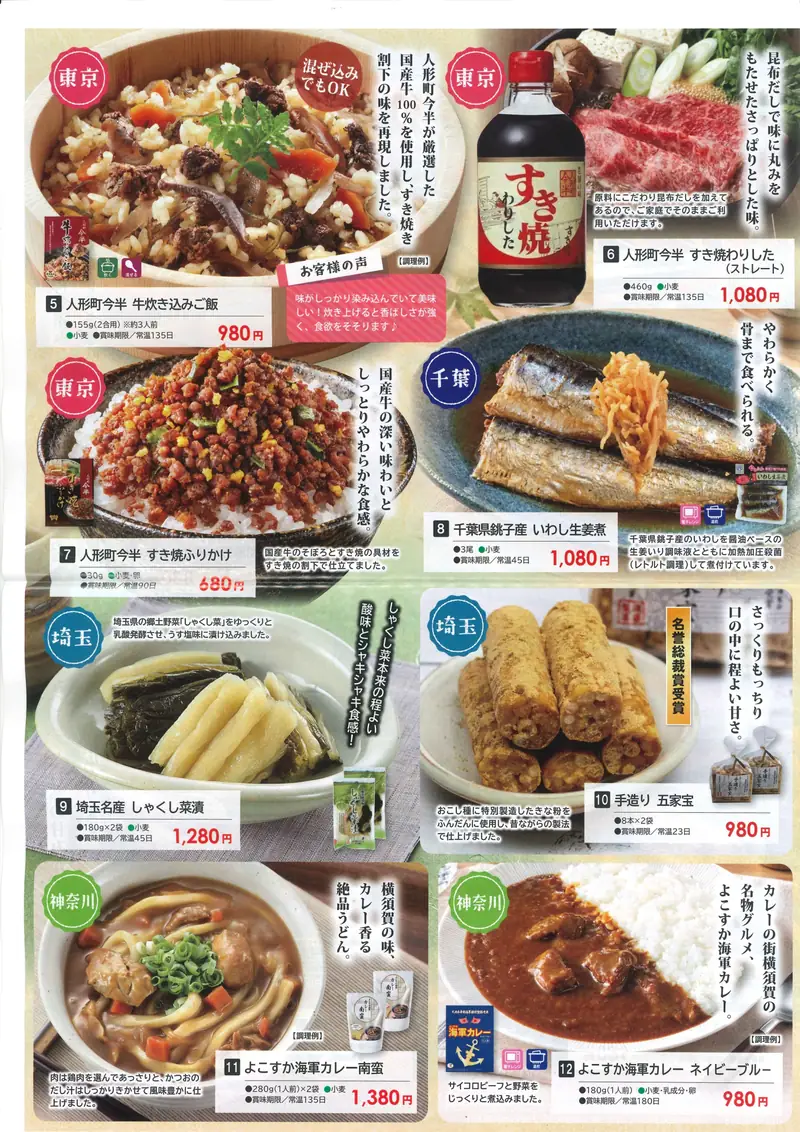 東京
混ぜ込み
でもOK
人形町今半が厳選した
国産牛100％を使用し、すき焼き
割下の味を再現しました。
【調理例】
お客様の声
味がしっかり染み込んでいて美味
しい！炊き上げると香ばしさが強
く、食欲をそそります♪
5 人形町今半 牛炊き込みご飯
●155g(2合用) ※約3人前
●小麦 ●賞味期限／常温135日
980円
東京
昆布だしで味に丸みを
もたせたさっぱりとした味。
すき焼
わりした
原料にこだわり昆布だしを加えて
あるので、ご家庭でそのままご利
用いただけます。
6 人形町今半 すき焼わりした
（ストレート）
●460g ●小麦
●賞味期限／常温135日
1,080円
東京
国産牛の深い味わいと
しっとりやわらかな食感。
7 人形町今半 すき焼ふりかけ
●30g ●小麦・卵
●賞味期限／常温90日
680円
国産牛のそぼろとすき焼の具材を
すき焼の割下で仕立てました。
千葉
やわらかく
骨まで食べられる。
8 千葉県銚子産 いわし生姜煮
●3尾 ●小麦
●賞味期限／常温45日
1,080円
千葉県銚子産のいわしを醤油ベースの
生姜いり調味液とともに加熱加圧殺菌
（レトルト調理）して煮付けています。
埼玉
埼玉県の郷土野菜「しゃくし菜」をゆっくりと
乳酸発酵させ、うす塩味に漬け込みました。
しゃくし菜本来の程よい
酸味とシャキシャキ食感！
9 埼玉名産 しゃくし菜漬
●180g×2袋 ●小麦
●賞味期限／常温45日
1,280円
埼玉
名誉総裁賞受賞
さっくりもっちり
口の中に程よい甘さ。
おこし種に特別製造したきな粉を
ふんだんに使用し、昔ながらの製法
で仕上げました。
10 手造り 五家宝
●8本×2袋
●賞味期限／常温23日
980円
神奈川
横須賀の味、
カレー香る
絶品うどん。
【調理例】
肉は鶏肉を選んであっさりと、かつおの
だし汁はしっかりきかせて風味豊かに仕
上げました。
11 よこすか海軍カレー南蛮
●280g(1人前)×2袋 ●小麦
●賞味期限／常温135日
1,380円
神奈川
カレーの街横須賀の
名物グルメ、
よこすか海軍カレー。
【調理例】
海軍カレー
サイコロビーフと野菜を
じっくりと煮込みました。
12 よこすか海軍カレー ネイビーブルー
●180g(1人前) ●小麦・乳成分・卵
●賞味期限／常温180日
980円